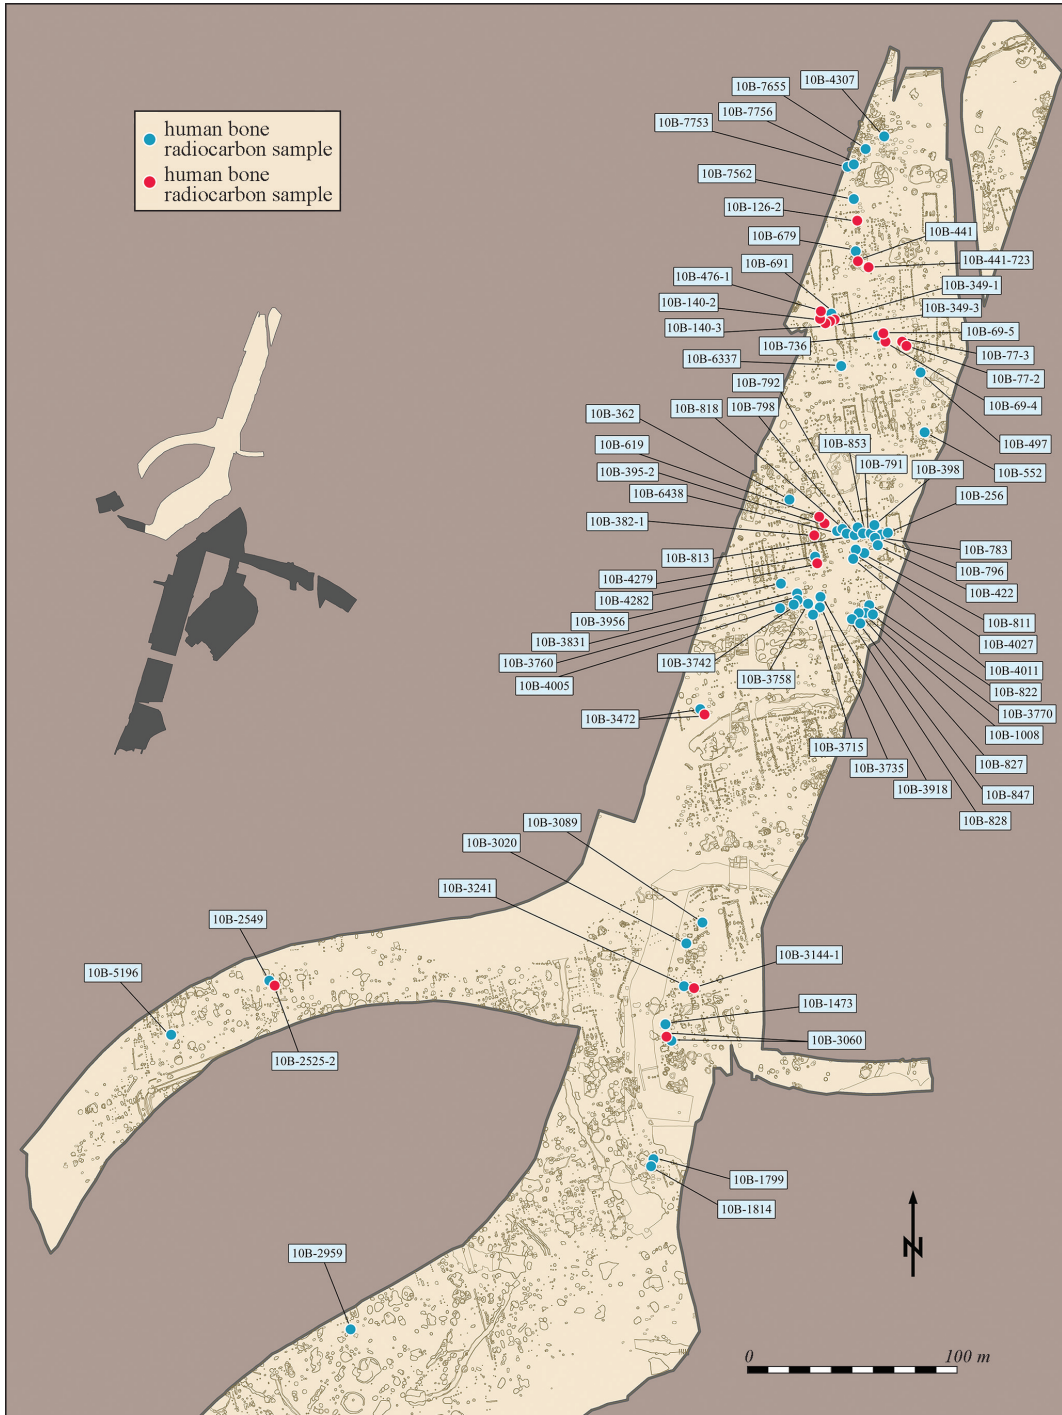 human bone
radiocarbon sample
human bone
radiocarbon sample
10B-4307
10B-7655
10B-7756
10B-7753
10B-7562
10B-126-2
10B-679
10B-441
10B-691
10B-441-723
10B-476-1
10B-349-1
10B-140-2
10B-349-3
10B-140-3
10B-69-5
10B-736
10B-77-3
10B-6337
10B-77-2
10B-792
10B-69-4
10B-362
10B-818
10B-798
10B-497
10B-619
10B-853
10B-552
10B-395-2
10B-791
10B-398
10B-6438
10B-256
10B-382-1
10B-813
10B-783
10B-796
10B-4279
10B-422
10B-4282
10B-3956
10B-811
10B-3831
10B-4027
10B-3760
10B-3742
10B-4011
10B-4005
10B-3758
10B-822
10B-3770
10B-3472
10B-1008
10B-3715
10B-827
10B-3735
10B-3918
10B-847
10B-828
10B-3089
10B-3020
10B-3241
10B-2549
10B-3144-1
10B-5196
10B-1473
10B-3060
10B-2525-2
10B-1799
10B-1814
10B-2959
N
0 100 m